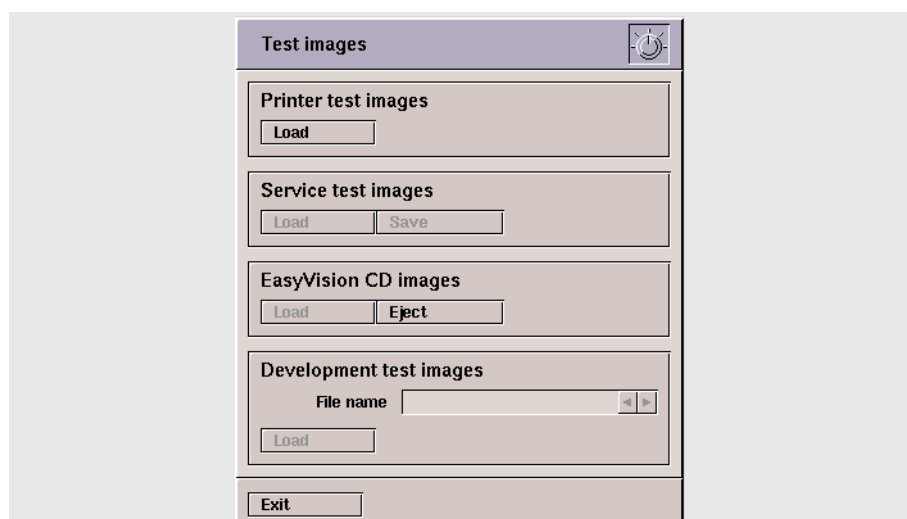 Test images
Printer test images
Load
Service test images
Load Save
EasyVision CD images
Load Eject
Development test images
File name
Load
Exit